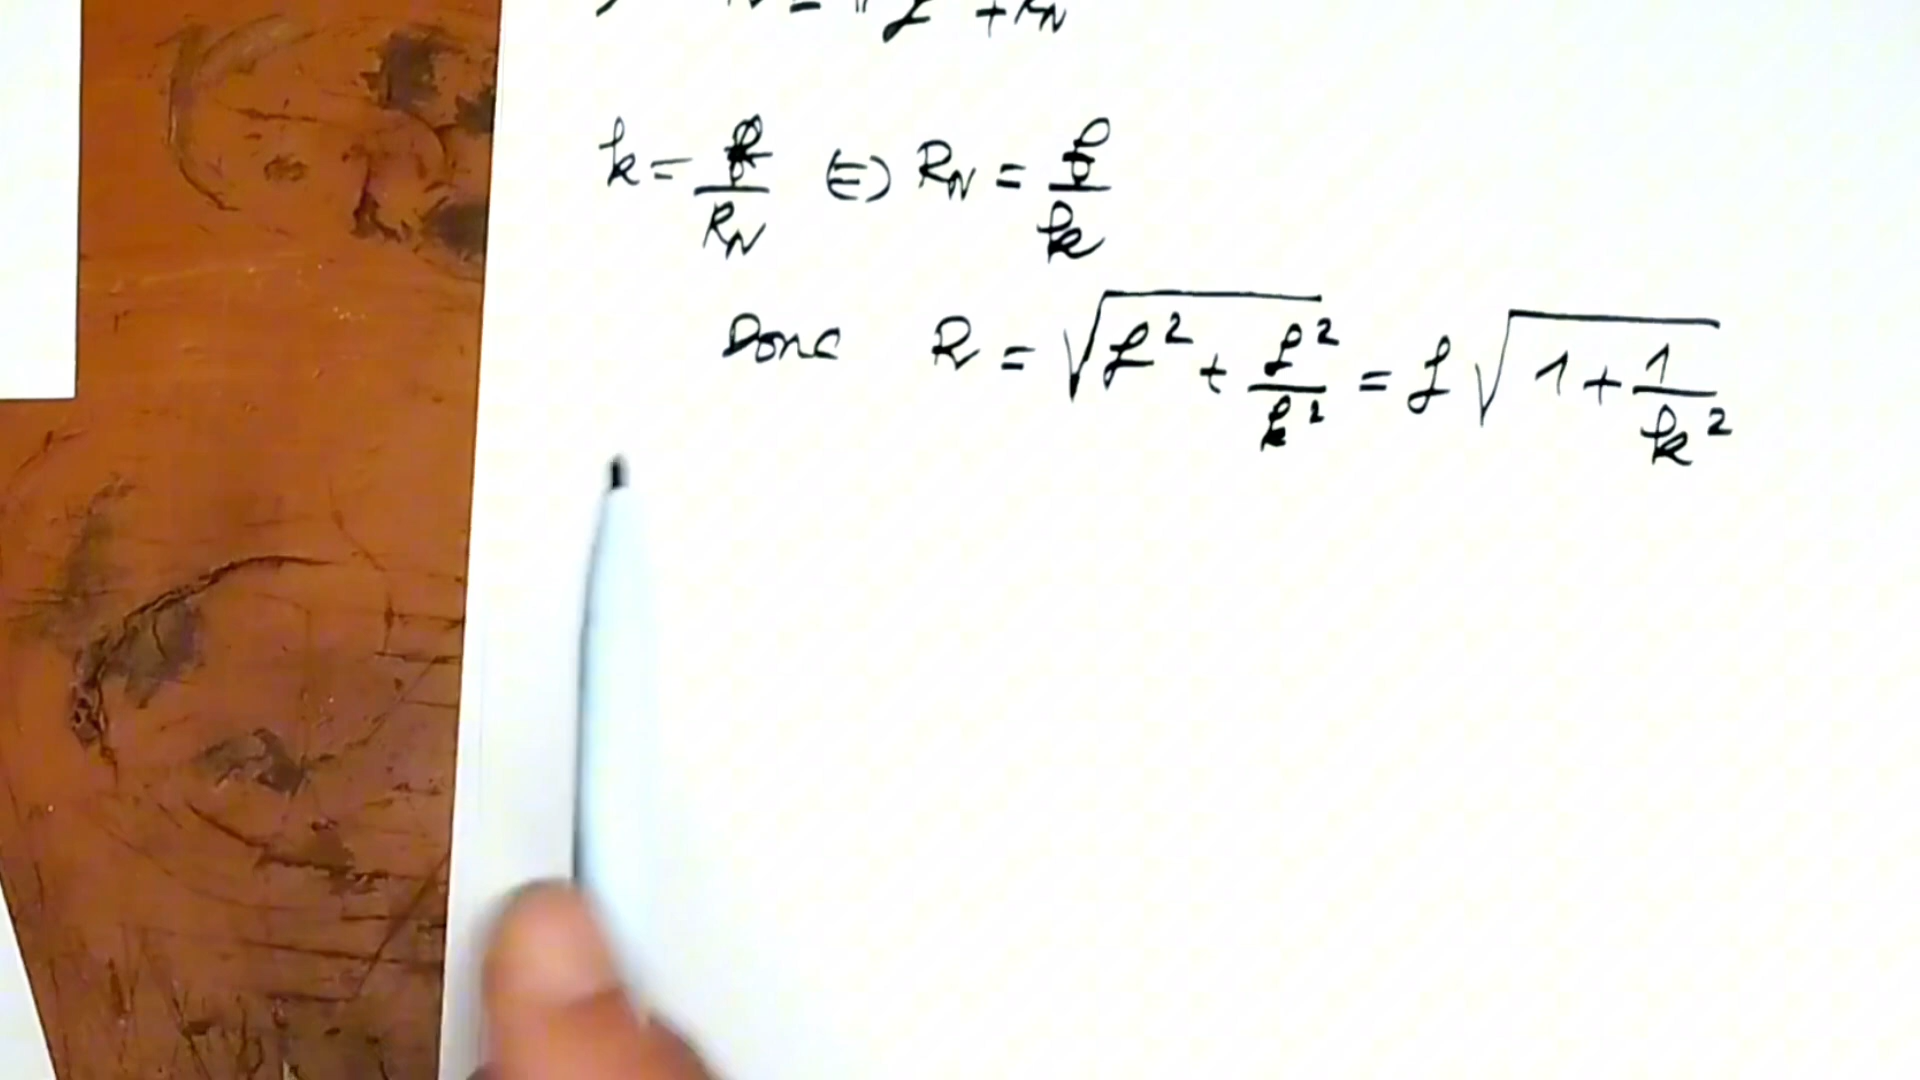 k = f/R_N ⇔ R_N = f/k
Donc R = √(f² + f²/k²) = f √(1 + 1/k²)